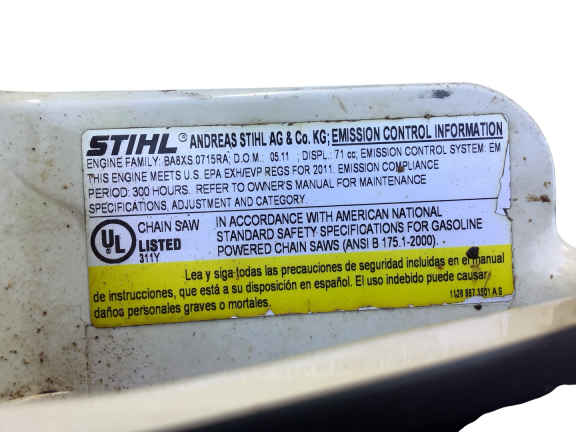 STIHL® ANDREAS STIHL AG & Co. KG; EMISSION CONTROL INFORMATION
ENGINE FAMILY: BA8XS.0715RA; D.O.M.: 05.11 ; DISPL.: 71 cc; EMISSION CONTROL SYSTEM: EM
THIS ENGINE MEETS U.S. EPA EXH/EVP REGS FOR 2011. EMISSION COMPLIANCE
PERIOD: 300 HOURS. REFER TO OWNER'S MANUAL FOR MAINTENANCE
SPECIFICATIONS, ADJUSTMENT AND CATEGORY.
UL
CHAIN SAW
LISTED
311Y
IN ACCORDANCE WITH AMERICAN NATIONAL
STANDARD SAFETY SPECIFICATIONS FOR GASOLINE
POWERED CHAIN SAWS (ANSI B 175.1-2000).
Lea y siga todas las precauciones de seguridad incluidas en el manual
de instrucciones, que está a su disposición en español. El uso indebido puede causar
daños personales graves o mortales.